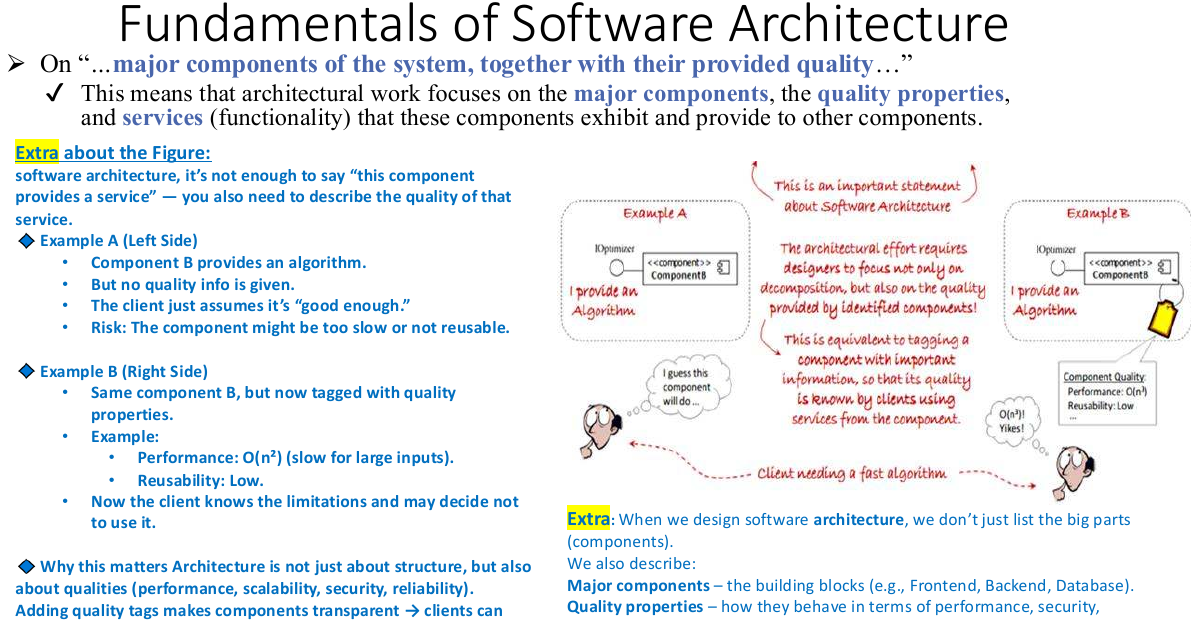 Fundamentals of Software Architecture
➢ On “…major components of the system, together with their provided quality…”
✓ This means that architectural work focuses on the major components, the quality properties,
and services (functionality) that these components exhibit and provide to other components.
Extra about the Figure:
software architecture, it’s not enough to say “this component
provides a service” — you also need to describe the quality of that
service.
◆ Example A (Left Side)
• Component B provides an algorithm.
• But no quality info is given.
• The client just assumes it’s “good enough.”
• Risk: The component might be too slow or not reusable.
◆ Example B (Right Side)
• Same component B, but now tagged with quality
properties.
• Example:
• Performance: O(n²) (slow for large inputs).
• Reusability: Low.
• Now the client knows the limitations and may decide not
to use it.
◆ Why this matters Architecture is not just about structure, but also
about qualities (performance, scalability, security, reliability).
Adding quality tags makes components transparent → clients can
This is an important statement
about Software Architecture
Example A
IOptimizer
<<component>>
ComponentB
I provide an
Algorithm
The architectural effort requires
designers to focus not only on
decomposition, but also on the quality
provided by identified components!
This is equivalent to tagging a
component with important
information, so that its quality
is known by clients using
services from the component.
Example B
IOptimizer
<<component>>
ComponentB
I provide an
Algorithm
Component Quality:
Performance: O(n³)
Reusability: Low
...
I guess this
component
will do ...
O(n³)!
Yikes!
Client needing a fast algorithm
Extra: When we design software architecture, we don’t just list the big parts
(components).
We also describe:
Major components – the building blocks (e.g., Frontend, Backend, Database).
Quality properties – how they behave in terms of performance, security,